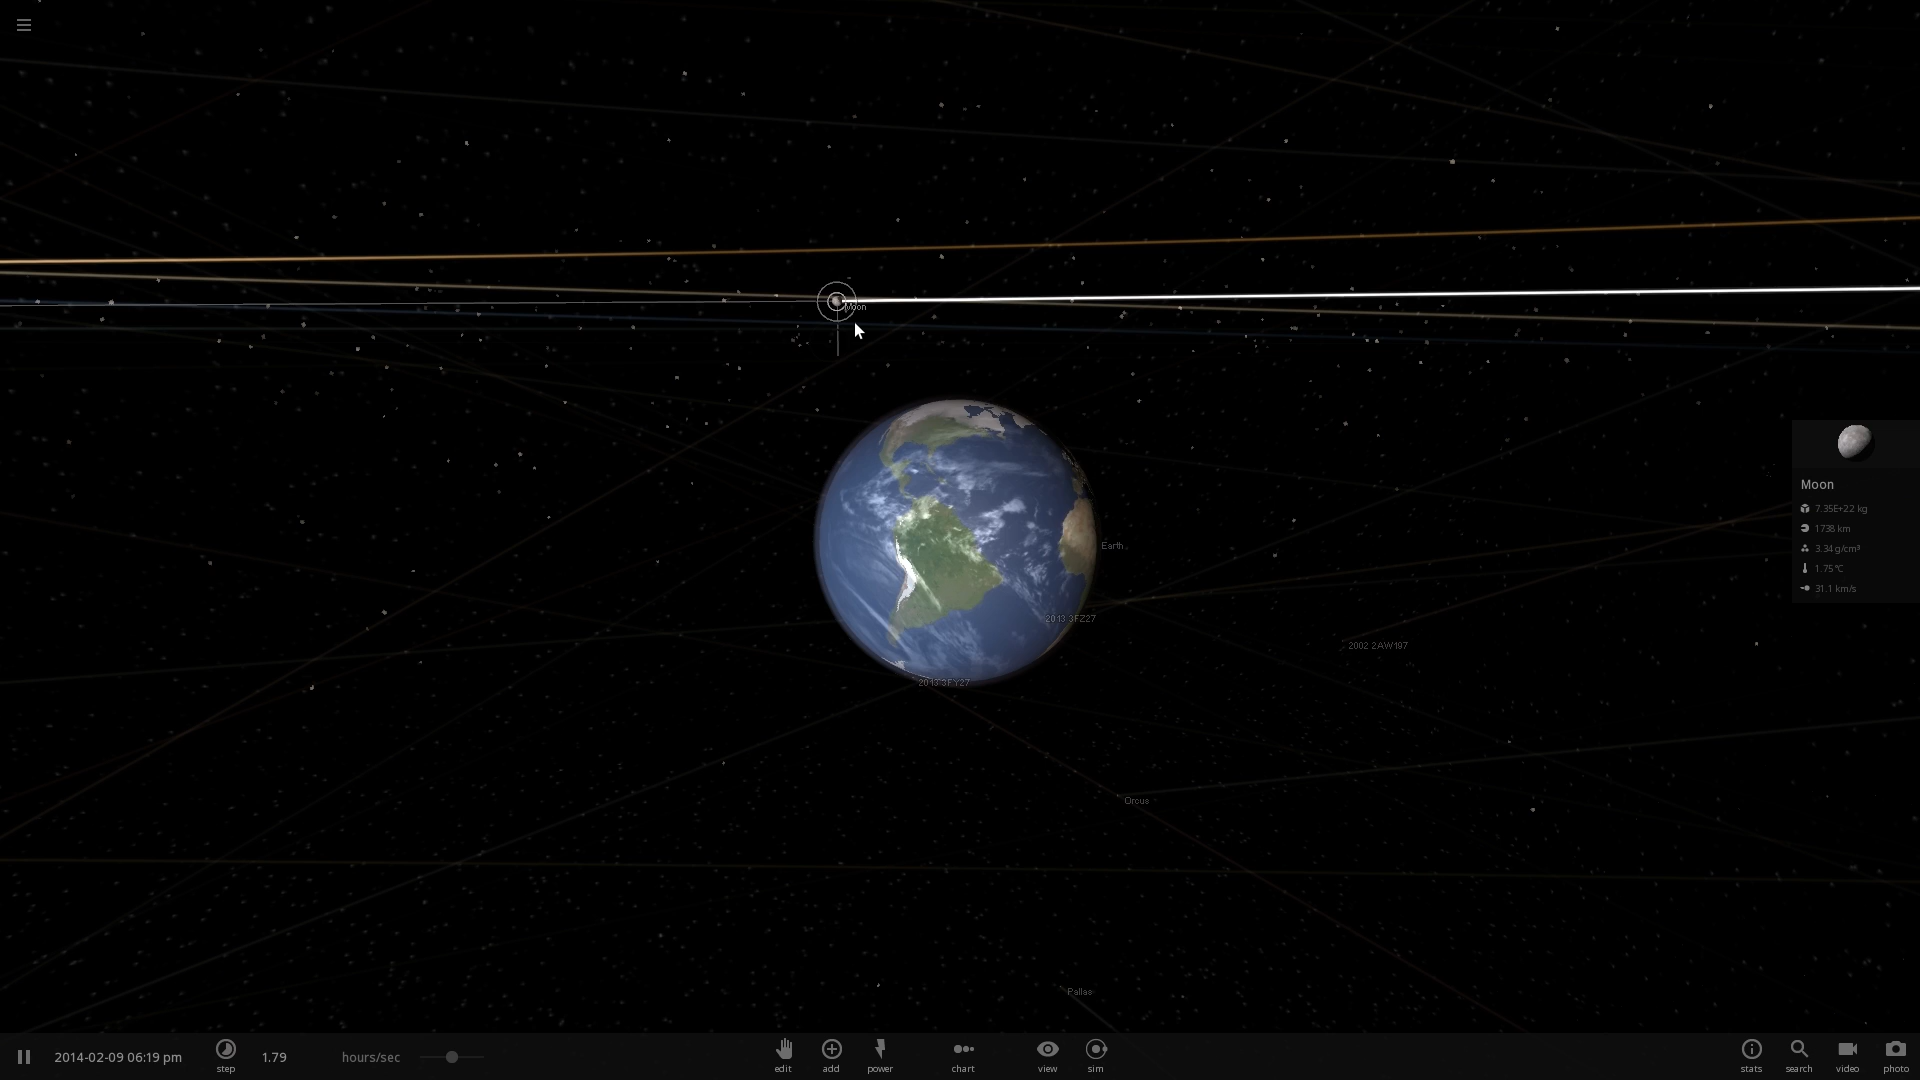 Moon
Moon
7.35E+22 kg
1738 km
3.34 g/cm³
1.75 °C
31.1 km/s
Earth
2013 3FZ27
2002 2AW197
2013 3FY27
Orcus
Pallas
2014-02-09 06:19 pm
step
1.79
hours/sec
edit
add
power
chart
view
sim
stats
search
video
photo